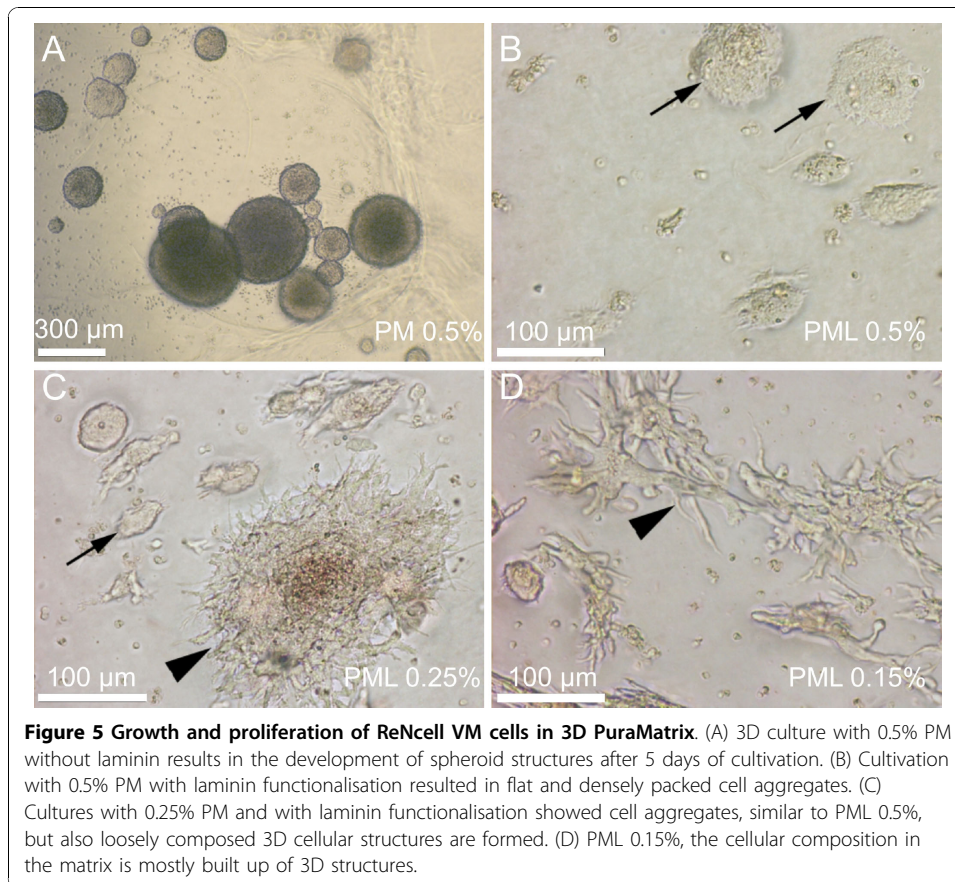 A
300 µm
PM 0.5%
B
100 µm
PML 0.5%
C
100 µm
PML 0.25%
D
100 µm
PML 0.15%
Figure 5 Growth and proliferation of ReNcell VM cells in 3D PuraMatrix. (A) 3D culture with 0.5% PM
without laminin results in the development of spheroid structures after 5 days of cultivation. (B) Cultivation
with 0.5% PM with laminin functionalisation resulted in flat and densely packed cell aggregates. (C)
Cultures with 0.25% PM and with laminin functionalisation showed cell aggregates, similar to PML 0.5%,
but also loosely composed 3D cellular structures are formed. (D) PML 0.15%, the cellular composition in
the matrix is mostly built up of 3D structures.